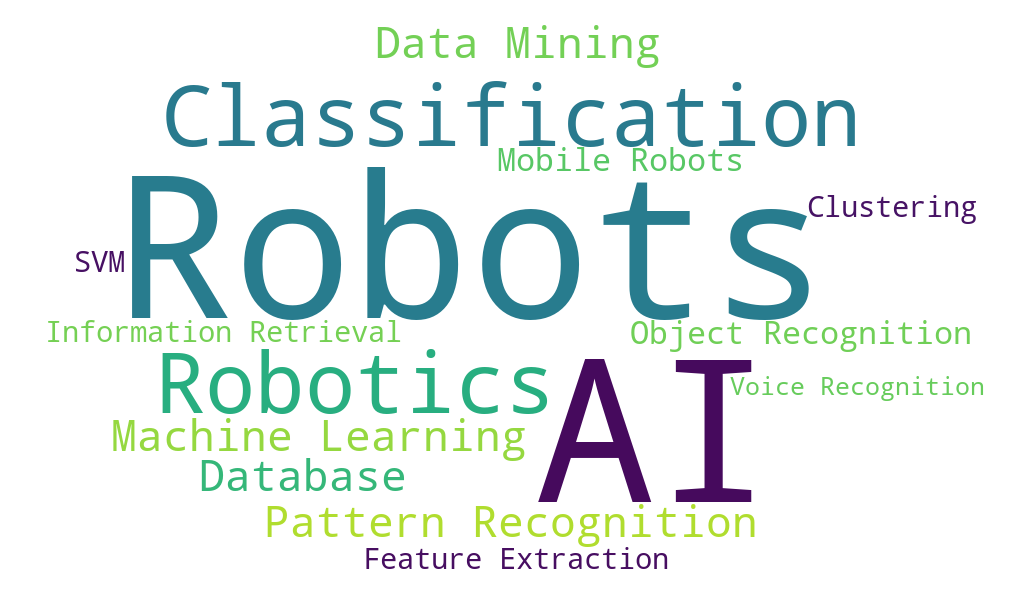 Data Mining
Classification
Mobile Robots
Robots
Clustering
SVM
Information Retrieval
Object Recognition
Robotics
AI
Voice Recognition
Machine Learning
Database
Pattern Recognition
Feature Extraction